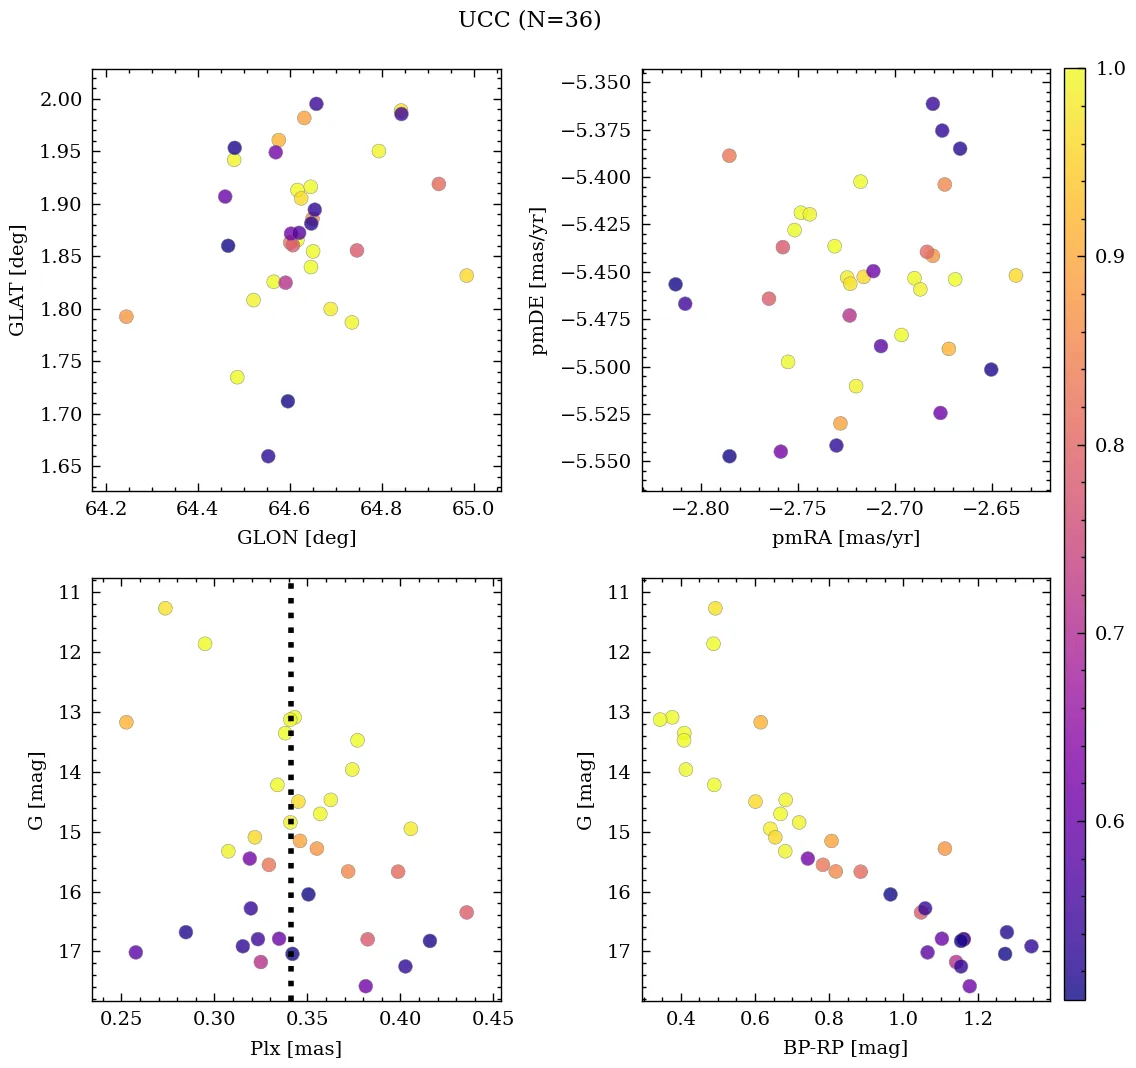 UCC (N=36)
2.00
1.95
1.90
1.85
1.80
1.75
1.70
1.65
GLAT [deg]
64.2 64.4 64.6 64.8 65.0
GLON [deg]
−5.350
−5.375
−5.400
−5.425
−5.450
−5.475
−5.500
−5.525
−5.550
pmDE [mas/yr]
−2.80 −2.75 −2.70 −2.65
pmRA [mas/yr]
1.0
0.9
0.8
0.7
0.6
11
12
13
14
15
16
17
G [mag]
0.25 0.30 0.35 0.40 0.45
Plx [mas]
11
12
13
14
15
16
17
G [mag]
0.4 0.6 0.8 1.0 1.2
BP-RP [mag]